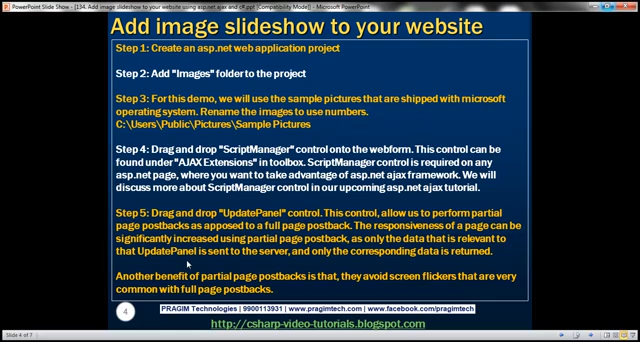 PowerPoint Slide Show - [134. Add image slideshow to your website using asp.net ajax and c#.ppt [Compatibility Mode]] - Microsoft PowerPoint
Add image slideshow to your website
Step 1: Create an asp.net web application project
Step 2: Add "Images" folder to the project
Step 3: For this demo, we will use the sample pictures that are shipped with microsoft
operating system. Rename the images to use numbers.
C:\Users\Public\Pictures\Sample Pictures
Step 4: Drag and drop "ScriptManager" control onto the webform. This control can be
found under "AJAX Extensions" in toolbox. ScriptManager control is required on any
asp.net page, where you want to take advantage of asp.net ajax framework. We will
discuss more about ScriptManager control in our upcoming asp.net ajax tutorial.
Step 5: Drag and drop "UpdatePanel" control. This control, allow us to perform partial
page postbacks as apposed to a full page postback. The responsiveness of a page can be
significantly increased using partial page postback, as only the data that is relevant to
that UpdatePanel is sent to the server, and only the corresponding data is returned.
Another benefit of partial page postbacks is that, they avoid screen flickers that are very
common with full page postbacks.
4
PRAGIM Technologies | 9900113931 | www.pragimtech.com | www.facebook.com/pragimtech
http://csharp-video-tutorials.blogspot.com
Slide 4 of 7